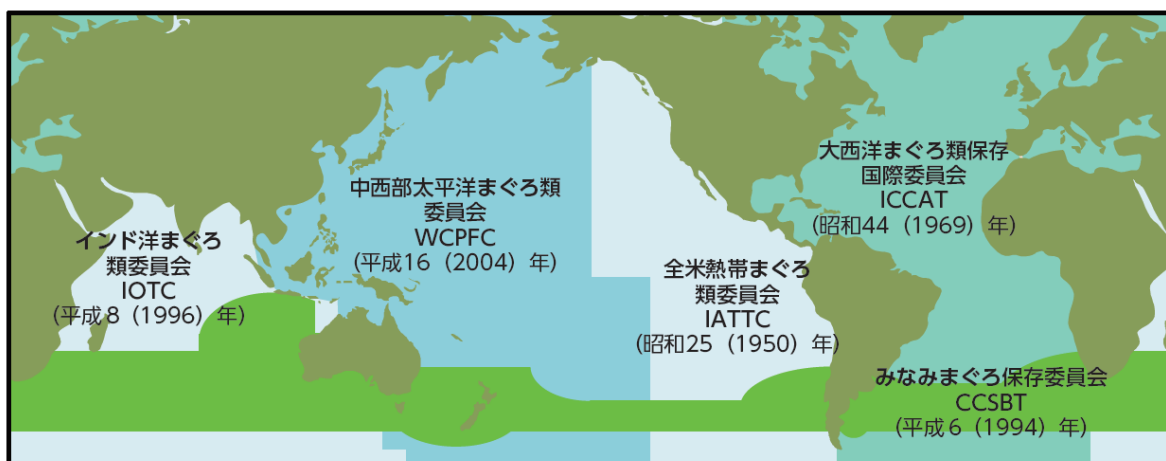 インド洋まぐろ
類委員会
IOTC
(平成8(1996)年)
中西部太平洋まぐろ類
委員会
WCPFC
(平成16(2004)年)
全米熱帯まぐろ
類委員会
IATTC
(昭和25(1950)年)
大西洋まぐろ類保存
国際委員会
ICCAT
(昭和44(1969)年)
みなみまぐろ保存委員会
CCSBT
(平成6(1994)年)